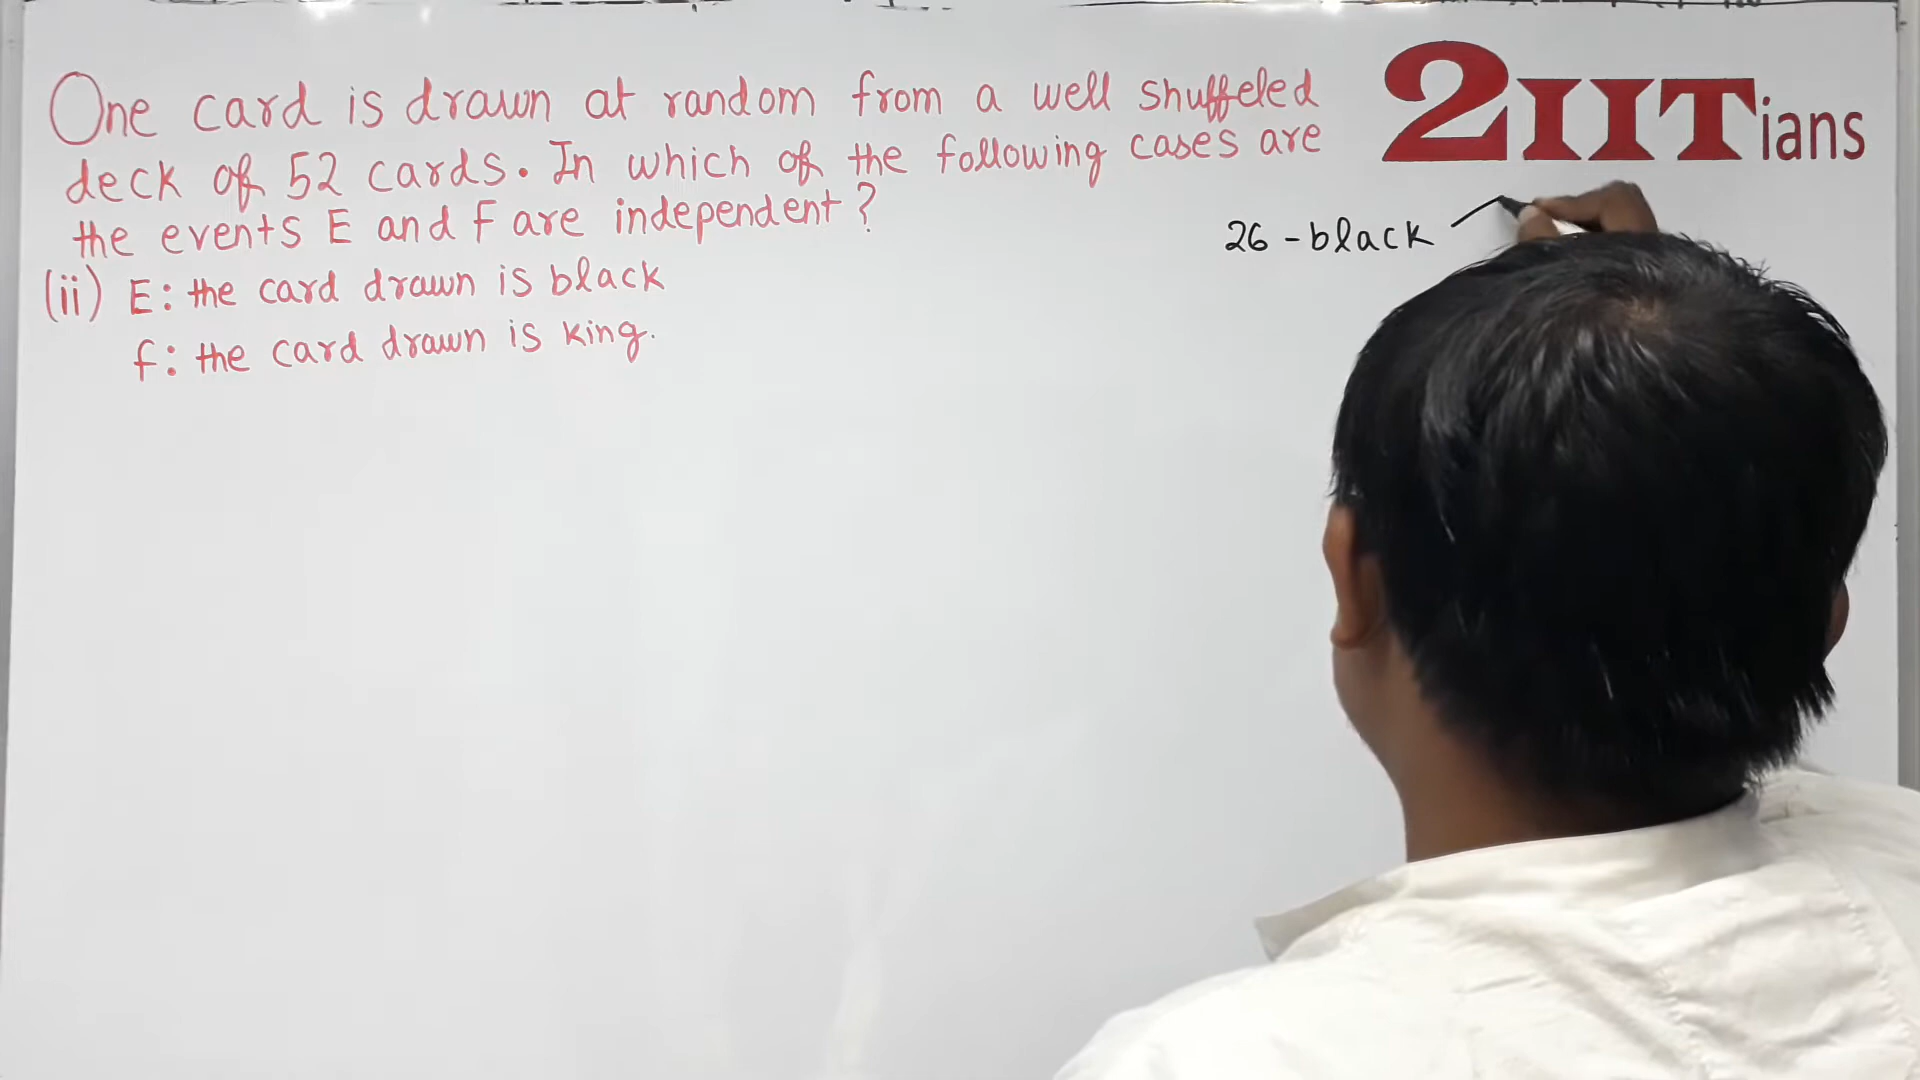 One card is drawn at random from a well shuffeled
deck of 52 cards. In which of the following cases are
the events E and F are independent?
(ii) E: the card drawn is black
f: the card drawn is king.
2IITians
26 - black